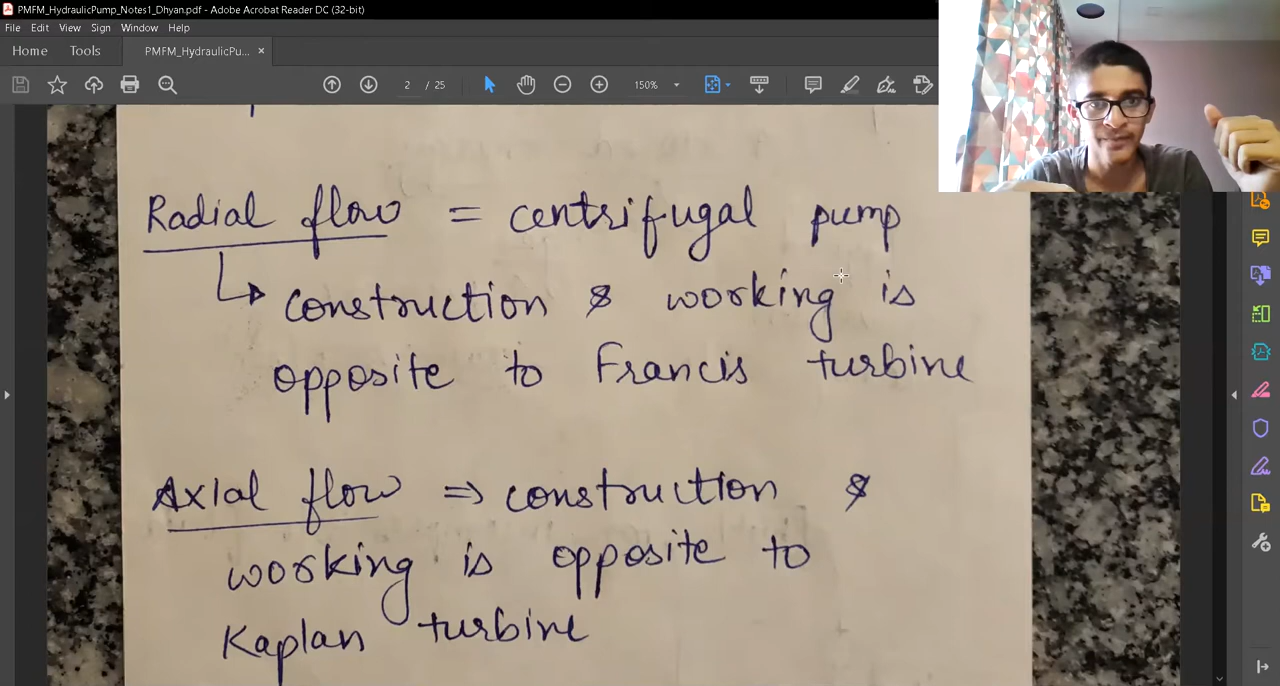 PMFM_HydraulicPump_Notes1_Dhyan.pdf - Adobe Acrobat Reader DC (32-bit)
File Edit View Sign Window Help
Home Tools PMFM_HydraulicPu... ×
2 / 25 150%
Radial flow = centrifugal pump
construction & working is
opposite to Francis turbine
Axial flow ⇒ construction &
working is opposite to
Kaplan turbine